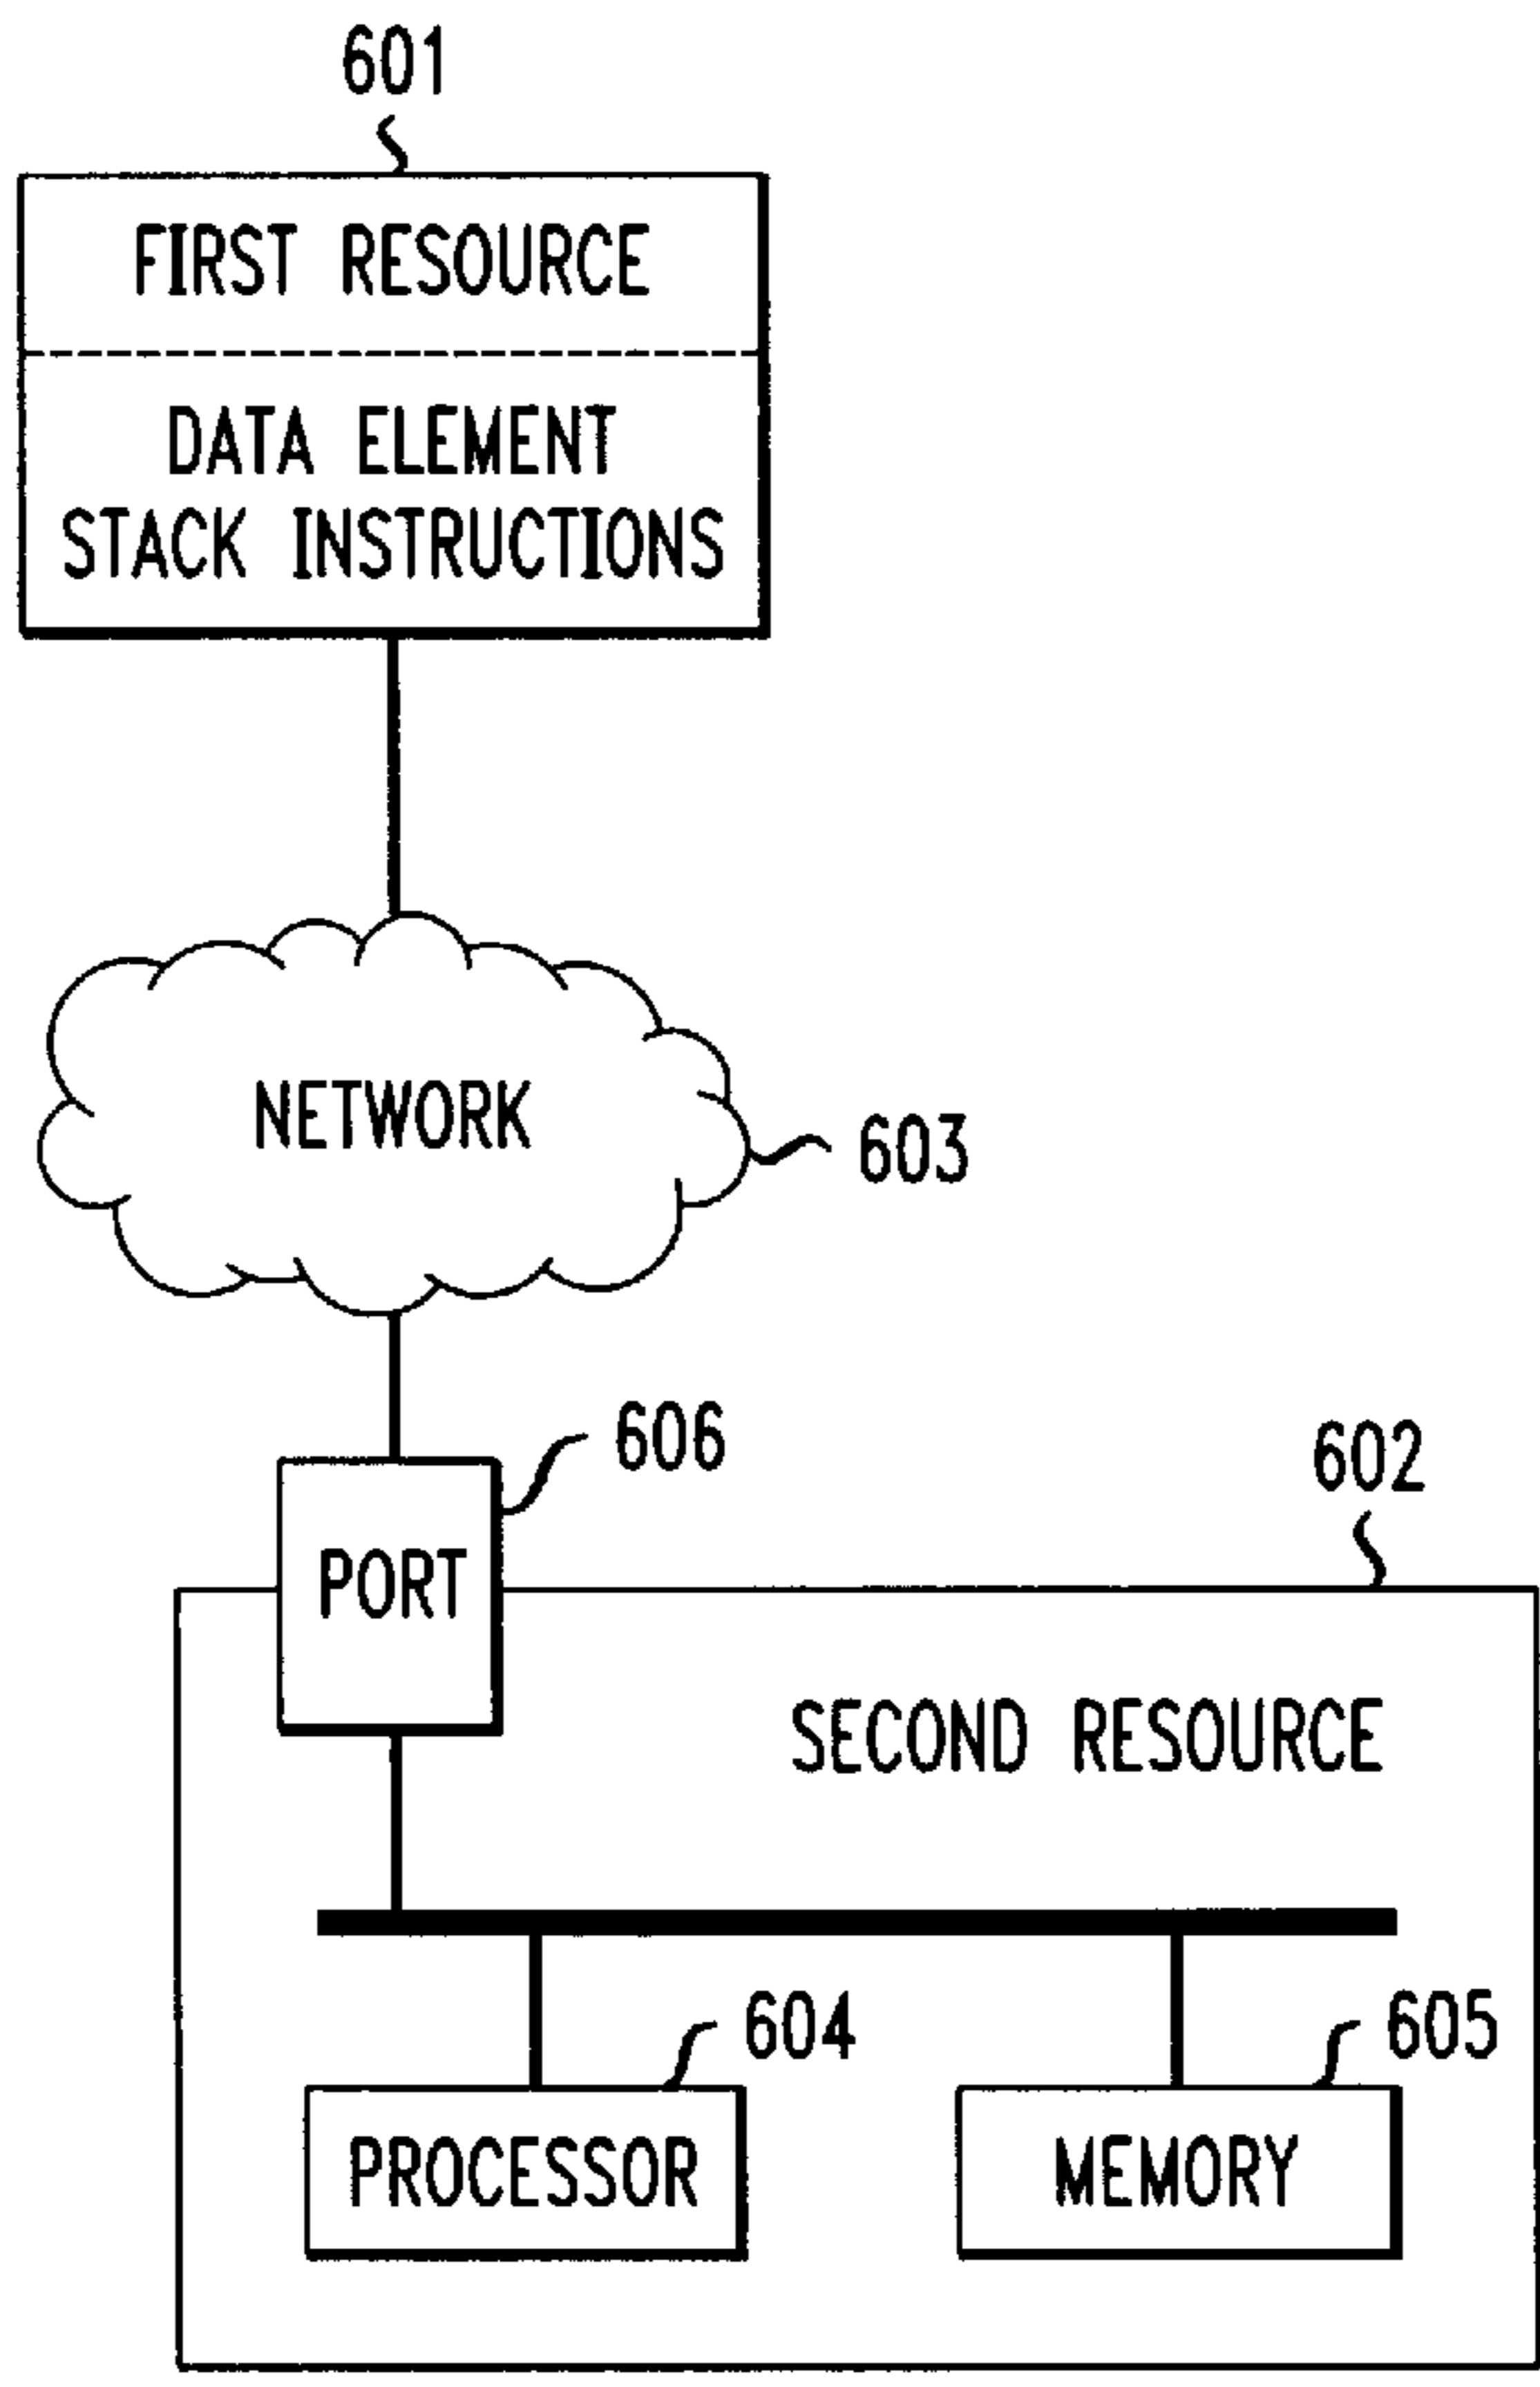 601
FIRST RESOURCE
DATA ELEMENT
STACK INSTRUCTIONS
NETWORK
603
606
602
PORT
SECOND RESOURCE
604
605
PROCESSOR
MEMORY